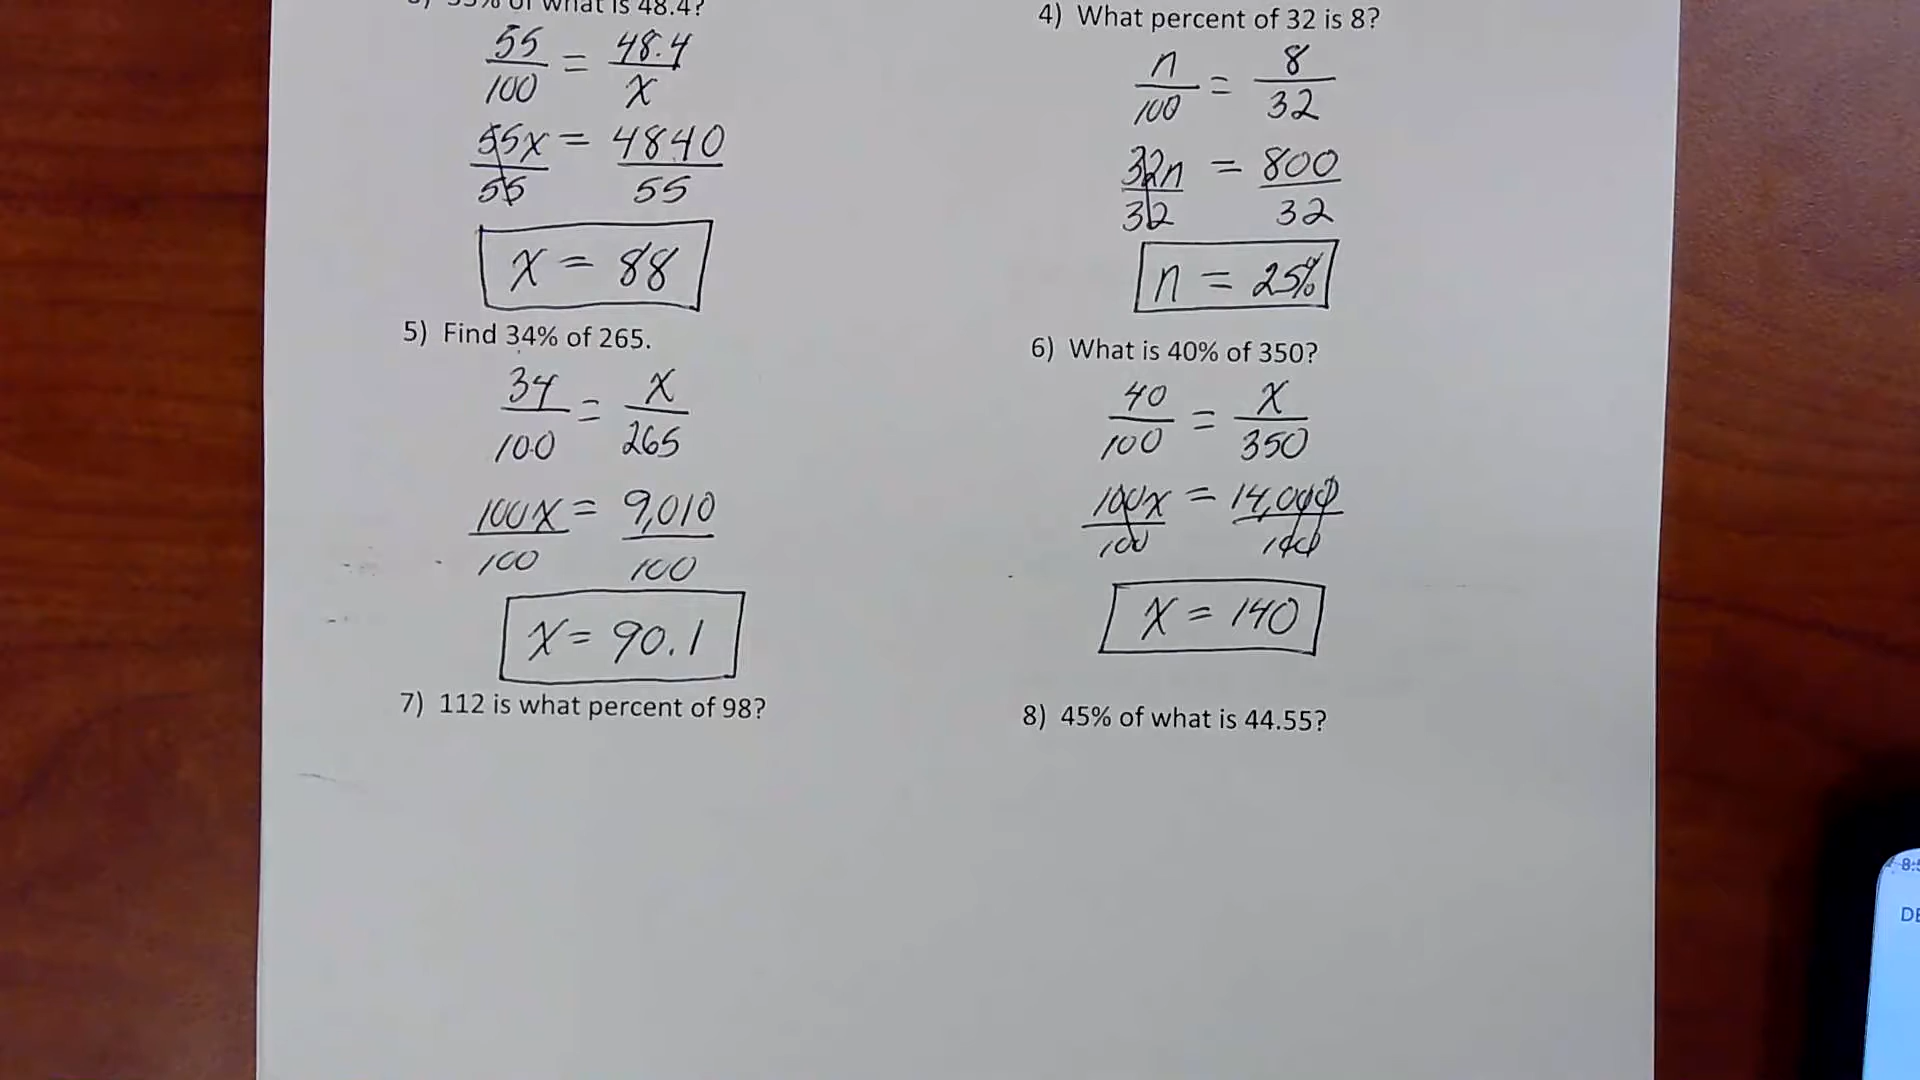 of what is 48.4?
55/100 = 48.4/x
55x/55 = 4840/55
x = 88
4) What percent of 32 is 8?
n/100 = 8/32
32n/32 = 800/32
n = 25%
5) Find 34% of 265.
34/100 = x/265
100x/100 = 9,010/100
x = 90.1
6) What is 40% of 350?
40/100 = x/350
100x/100 = 14,000/100
x = 140
7) 112 is what percent of 98?
8) 45% of what is 44.55?